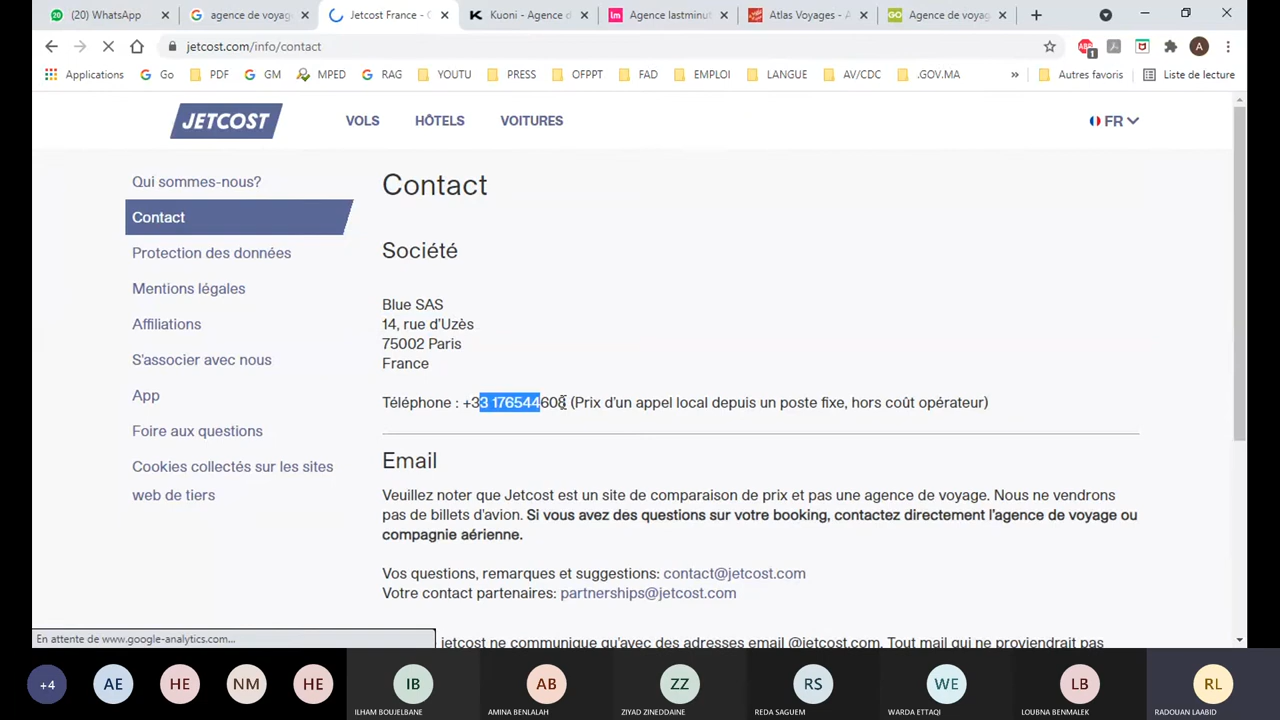 (20) WhatsApp
agence de voyag
Jetcost France - C
Kuoni - Agence d
lm
Agence lastminut
Atlas Voyages - A
GO
Agence de voyag
jetcost.com/info/contact
1
A
Applications
Go
PDF
GM
MPED
RAG
YOUTU
PRESS
OFPPT
FAD
EMPLOI
LANGUE
AV/CDC
.GOV.MA
»
Autres favoris
Liste de lecture
JETCOST
VOLS
HÔTELS
VOITURES
FR
Qui sommes-nous?
Contact
Protection des données
Mentions légales
Affiliations
S'associer avec nous
App
Foire aux questions
Cookies collectés sur les sites
web de tiers
Contact
Société
Blue SAS
14, rue d'Uzès
75002 Paris
France
Téléphone : +33 176544608 (Prix d'un appel local depuis un poste fixe, hors coût opérateur)
Email
Veuillez noter que Jetcost est un site de comparaison de prix et pas une agence de voyage. Nous ne vendrons
pas de billets d'avion. Si vous avez des questions sur votre booking, contactez directement l'agence de voyage ou
compagnie aérienne.
Vos questions, remarques et suggestions: contact@jetcost.com
Votre contact partenaires: partnerships@jetcost.com
jetcost ne communique qu'avec des adresses email @jetcost.com. Tout mail qui ne proviendrait pas
En attente de www.google-analytics.com...
+4
AE
HE
NM
HE
IB
AB
ZZ
RS
WE
LB
RL
ILHAM BOUJELBANE
AMINA BENLALAH
ZIYAD ZINEDDAINE
REDA SAGUEM
WARDA ETTAQI
LOUBNA BENMALEK
RADOUAN LAABID